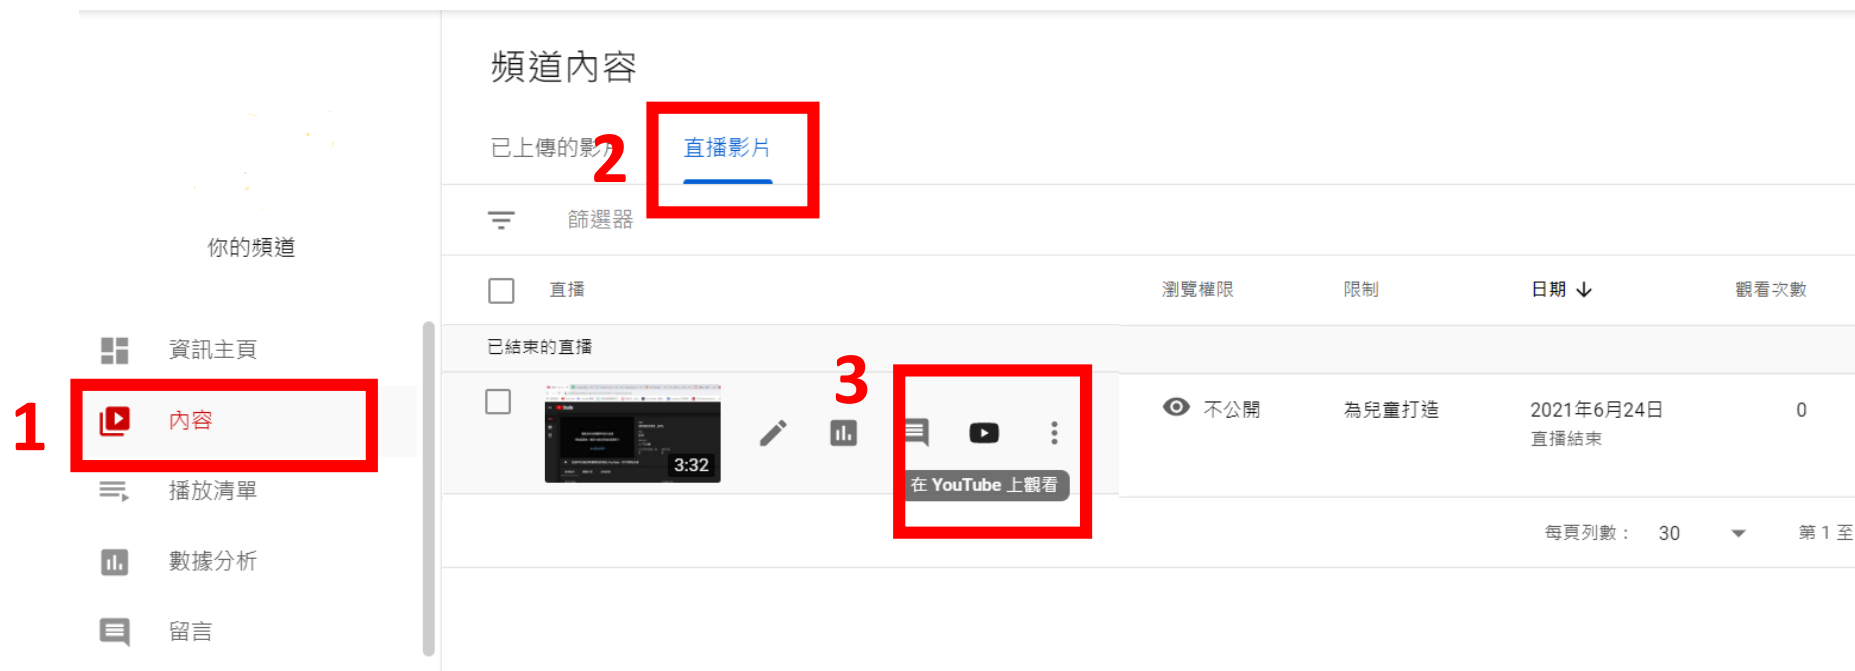 頻道內容
已上傳的影片
2
直播影片
篩選器
你的頻道
直播
瀏覽權限
限制
日期
觀看次數
資訊主頁
已結束的直播
1
內容
3
3:32
在 YouTube 上觀看
不公開
為兒童打造
2021年6月24日
直播結束
0
播放清單
每頁列數：
30
第 1 至
數據分析
留言